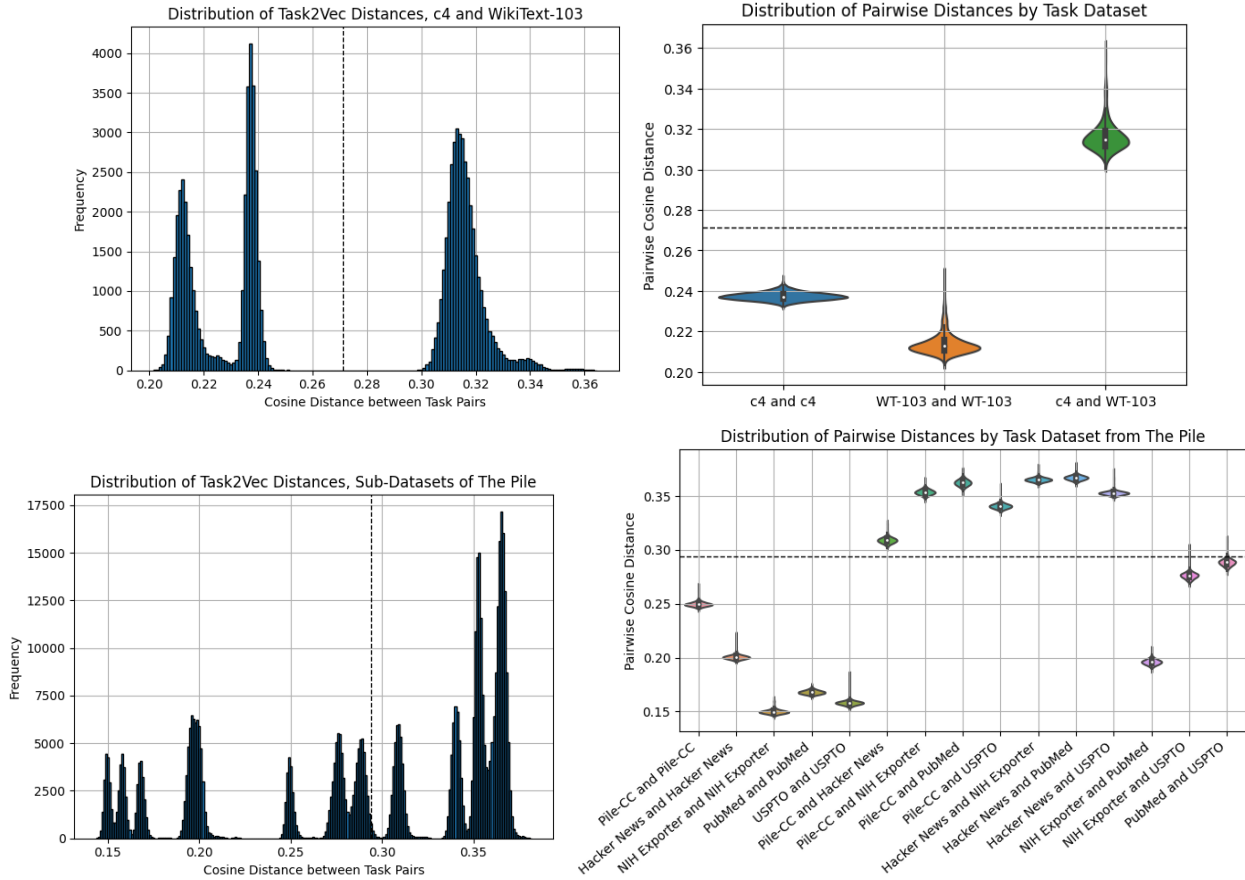 Distribution of Task2Vec Distances, c4 and WikiText-103
4000
3500
3000
2500
2000
1500
1000
500
0
Frequency
0.20 0.22 0.24 0.26 0.28 0.30 0.32 0.34 0.36
Cosine Distance between Task Pairs
Distribution of Pairwise Distances by Task Dataset
0.36
0.34
0.32
0.30
0.28
0.26
0.24
0.22
0.20
Pairwise Cosine Distance
c4 and c4 WT-103 and WT-103 c4 and WT-103
Distribution of Task2Vec Distances, Sub-Datasets of The Pile
17500
15000
12500
10000
7500
5000
2500
0
Frequency
0.15 0.20 0.25 0.30 0.35
Cosine Distance between Task Pairs
Distribution of Pairwise Distances by Task Dataset from The Pile
0.35
0.30
0.25
0.20
0.15
Pairwise Cosine Distance
Pile-CC and Pile-CC
Hacker News and Hacker News
NIH Exporter and NIH Exporter
PubMed and PubMed
USPTO and USPTO
Pile-CC and Hacker News
Pile-CC and NIH Exporter
Pile-CC and PubMed
Pile-CC and USPTO
Hacker News and NIH Exporter
Hacker News and PubMed
Hacker News and USPTO
NIH Exporter and PubMed
NIH Exporter and USPTO
PubMed and USPTO